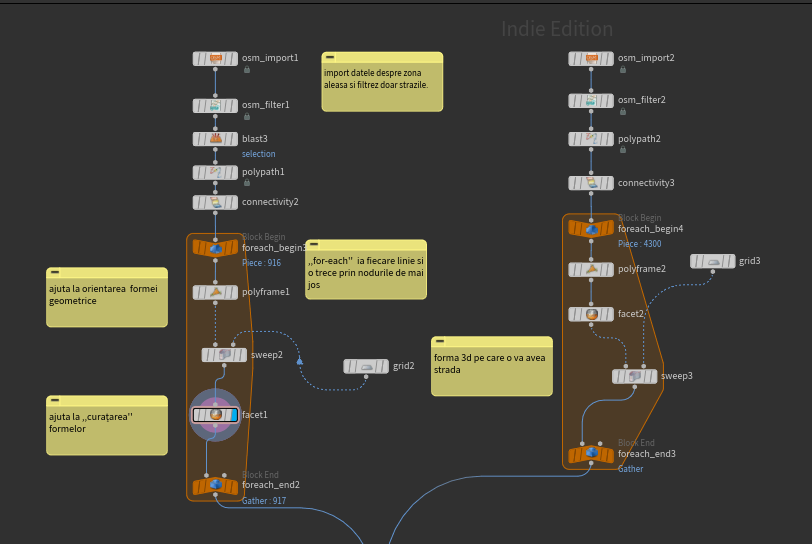 Indie Edition
osm_import1
osm_filter1
blast3
selection
polypath1
connectivity2
Block Begin
foreach_begin3
Piece : 916
polyframe1
sweep2
grid2
facet1
Block End
foreach_end2
Gather : 917
import datele despre zona
aleasa si filtrez doar strazile.
,,for-each'' ia fiecare linie si
o trece prin nodurile de mai
jos
ajuta la orientarea formei
geometrice
ajuta la ,,curațarea''
formelor
forma 3d pe care o va avea
strada
osm_import2
osm_filter2
polypath2
connectivity3
Block Begin
foreach_begin4
Piece : 4300
polyframe2
grid3
facet2
sweep3
Block End
foreach_end3
Gather